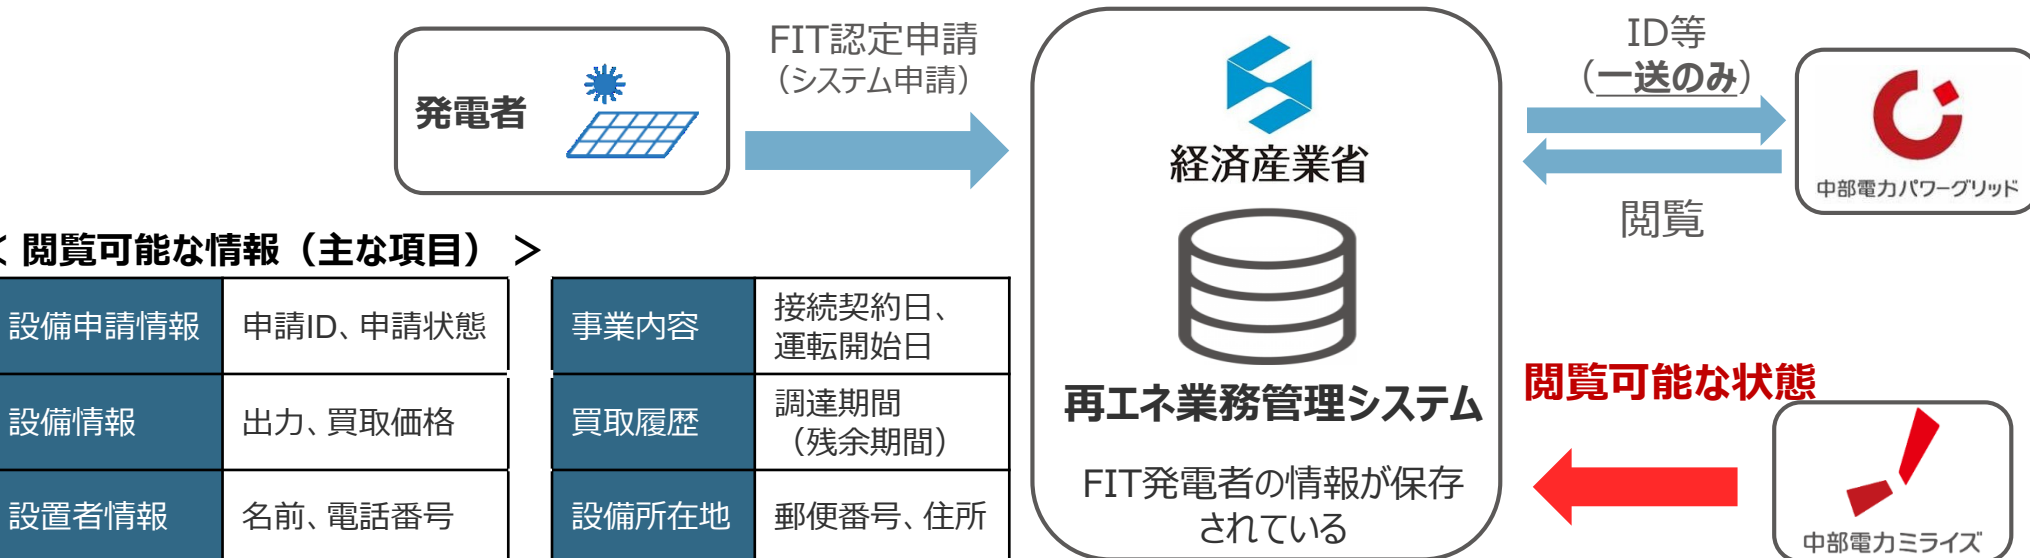 発電者
FIT認定申請
（システム申請）
経済産業省
再エネ業務管理システム
FIT発電者の情報が保存
されている
ID等
（一送のみ）
閲覧
中部電力パワーグリッド
閲覧可能な状態
中部電力ミライズ
＜ 閲覧可能な情報（主な項目） ＞
設備申請情報 申請ID、申請状態
設備情報 出力、買取価格
設置者情報 名前、電話番号
事業内容 接続契約日、
運転開始日
買取履歴 調達期間
（残余期間）
設備所在地 郵便番号、住所